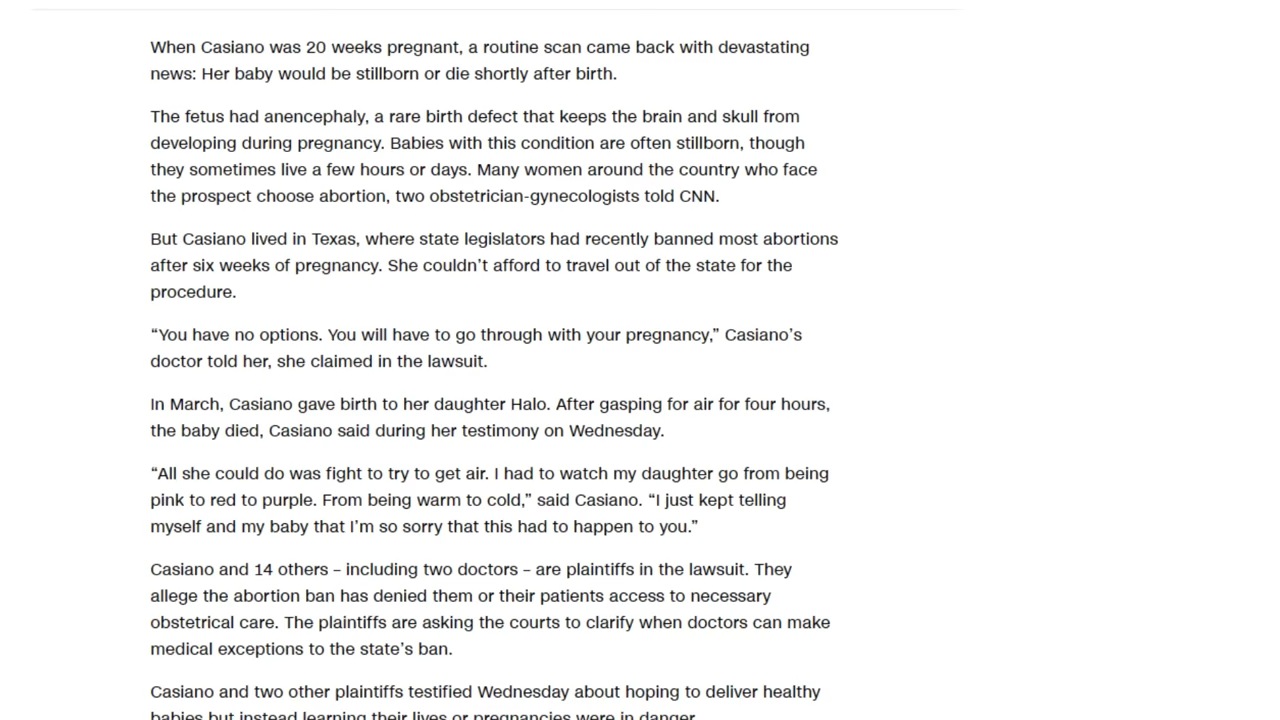 When Casiano was 20 weeks pregnant, a routine scan came back with devastating
news: Her baby would be stillborn or die shortly after birth.
The fetus had anencephaly, a rare birth defect that keeps the brain and skull from
developing during pregnancy. Babies with this condition are often stillborn, though
they sometimes live a few hours or days. Many women around the country who face
the prospect choose abortion, two obstetrician-gynecologists told CNN.
But Casiano lived in Texas, where state legislators had recently banned most abortions
after six weeks of pregnancy. She couldn’t afford to travel out of the state for the
procedure.
“You have no options. You will have to go through with your pregnancy,” Casiano’s
doctor told her, she claimed in the lawsuit.
In March, Casiano gave birth to her daughter Halo. After gasping for air for four hours,
the baby died, Casiano said during her testimony on Wednesday.
“All she could do was fight to try to get air. I had to watch my daughter go from being
pink to red to purple. From being warm to cold,” said Casiano. “I just kept telling
myself and my baby that I’m so sorry that this had to happen to you.”
Casiano and 14 others – including two doctors – are plaintiffs in the lawsuit. They
allege the abortion ban has denied them or their patients access to necessary
obstetrical care. The plaintiffs are asking the courts to clarify when doctors can make
medical exceptions to the state’s ban.
Casiano and two other plaintiffs testified Wednesday about hoping to deliver healthy
babies but instead learning their lives or pregnancies were in danger.